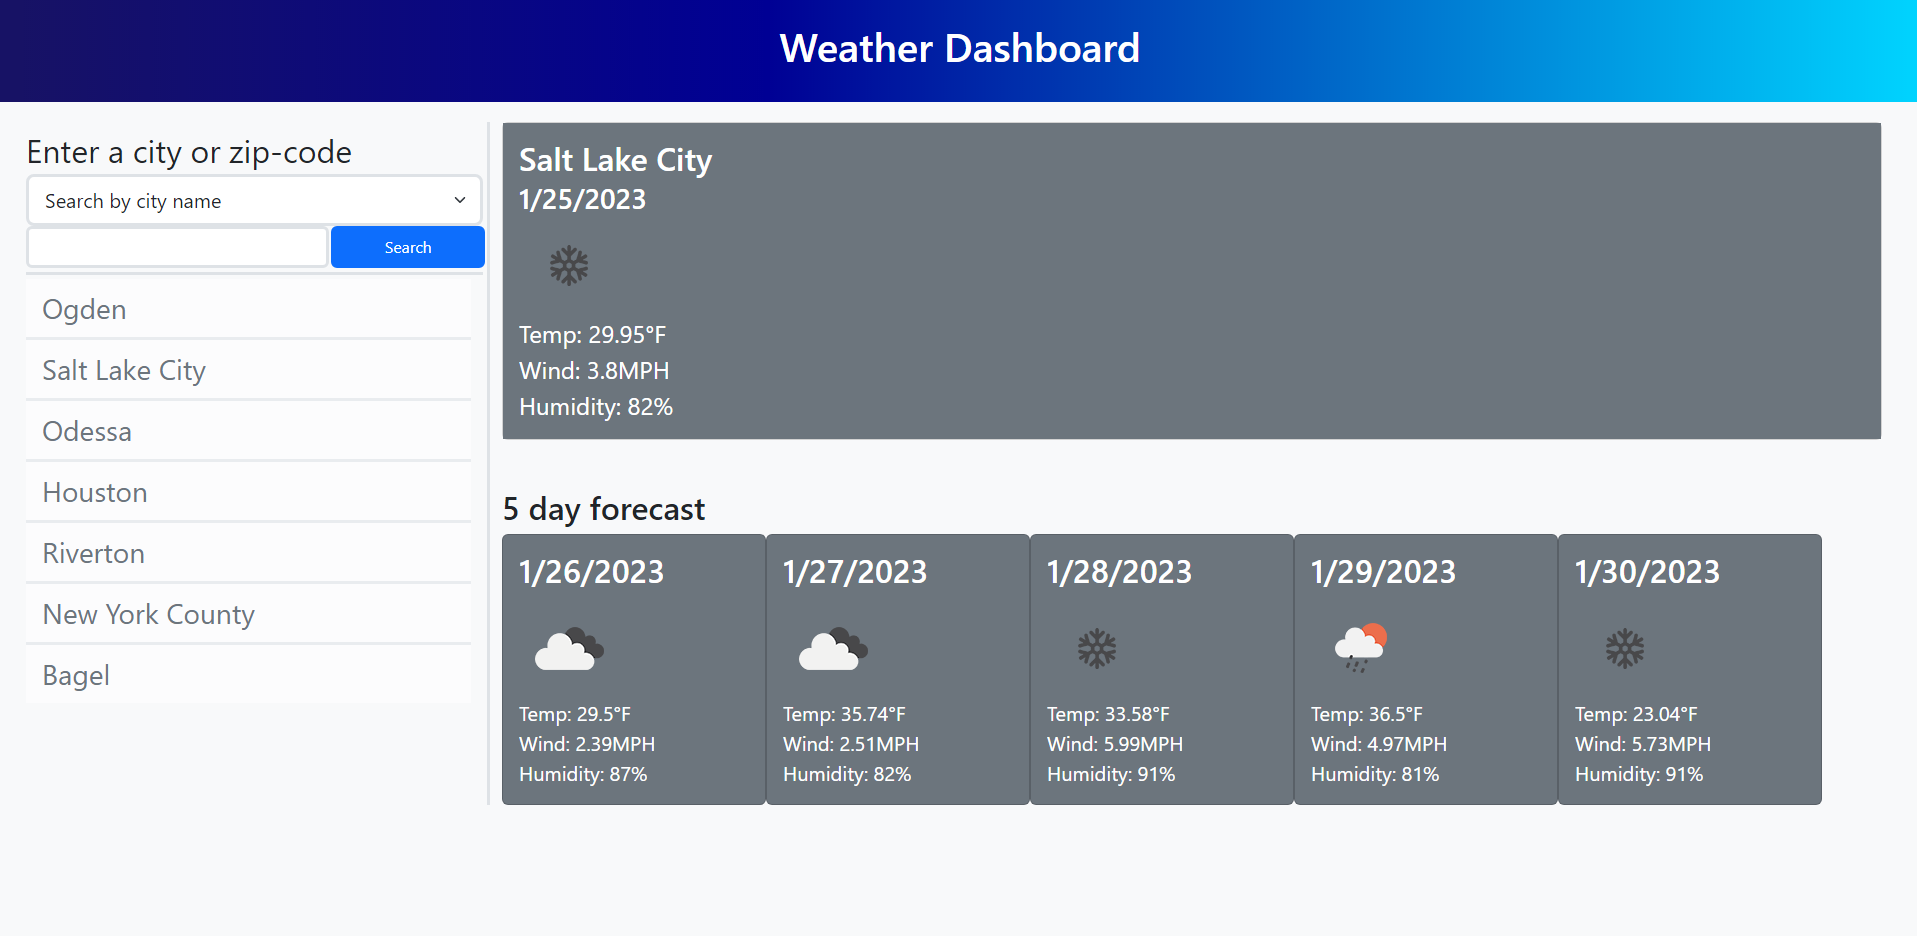 Weather Dashboard
Enter a city or zip-code
Search by city name
Search
Ogden
Salt Lake City
Odessa
Houston
Riverton
New York County
Bagel
Salt Lake City
1/25/2023
Temp: 29.95°F
Wind: 3.8MPH
Humidity: 82%
5 day forecast
1/26/2023
Temp: 29.5°F
Wind: 2.39MPH
Humidity: 87%
1/27/2023
Temp: 35.74°F
Wind: 2.51MPH
Humidity: 82%
1/28/2023
Temp: 33.58°F
Wind: 5.99MPH
Humidity: 91%
1/29/2023
Temp: 36.5°F
Wind: 4.97MPH
Humidity: 81%
1/30/2023
Temp: 23.04°F
Wind: 5.73MPH
Humidity: 91%